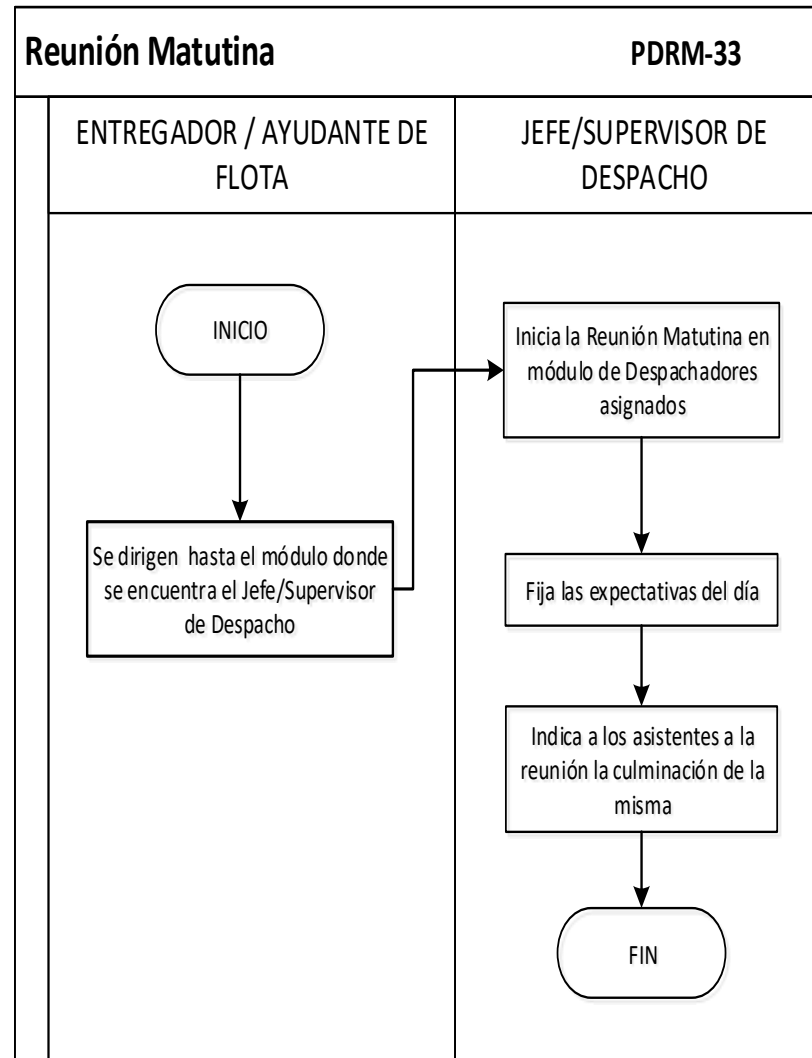 Reunión Matutina PDRM-33
ENTREGADOR / AYUDANTE DE
FLOTA
JEFE/SUPERVISOR DE
DESPACHO
INICIO
Se dirigen hasta el módulo donde
se encuentra el Jefe/Supervisor
de Despacho
Inicia la Reunión Matutina en
módulo de Despachadores
asignados
Fija las expectativas del día
Indica a los asistentes a la
reunión la culminación de la
misma
FIN